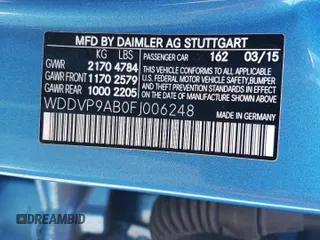 MFD BY DAIMLER AG STUTTGART
KG LBS PASSENGER CAR 162 03/15
GVWR 2170 4784
GAWR FRONT 1170 2579
GAWR REAR 1000 2205
THIS VEHICLE CONFORMS TO ALL APPLICABLE FEDERAL MOTOR VEHICLE SAFETY, BUMPER, AND THEFT PREVENTION STANDARDS IN EFFECT ON THE DATE OF MANUFACTURE SHOWN ABOVE.
WDDVP9AB0FJ006248
MADE IN GERMANY
DREAMBID